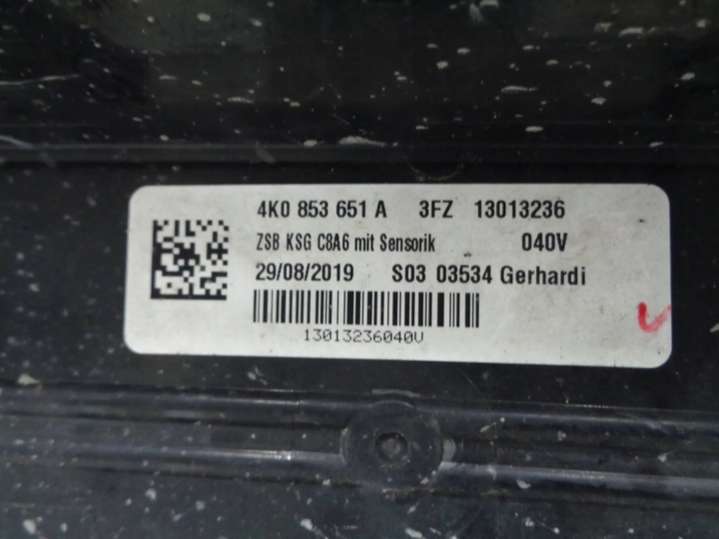 4K0 853 651 A 3FZ 13013236
ZSB KSG C8A6 mit Sensorik 040V
29/08/2019 S03 03534 Gerhardi
13013236040V